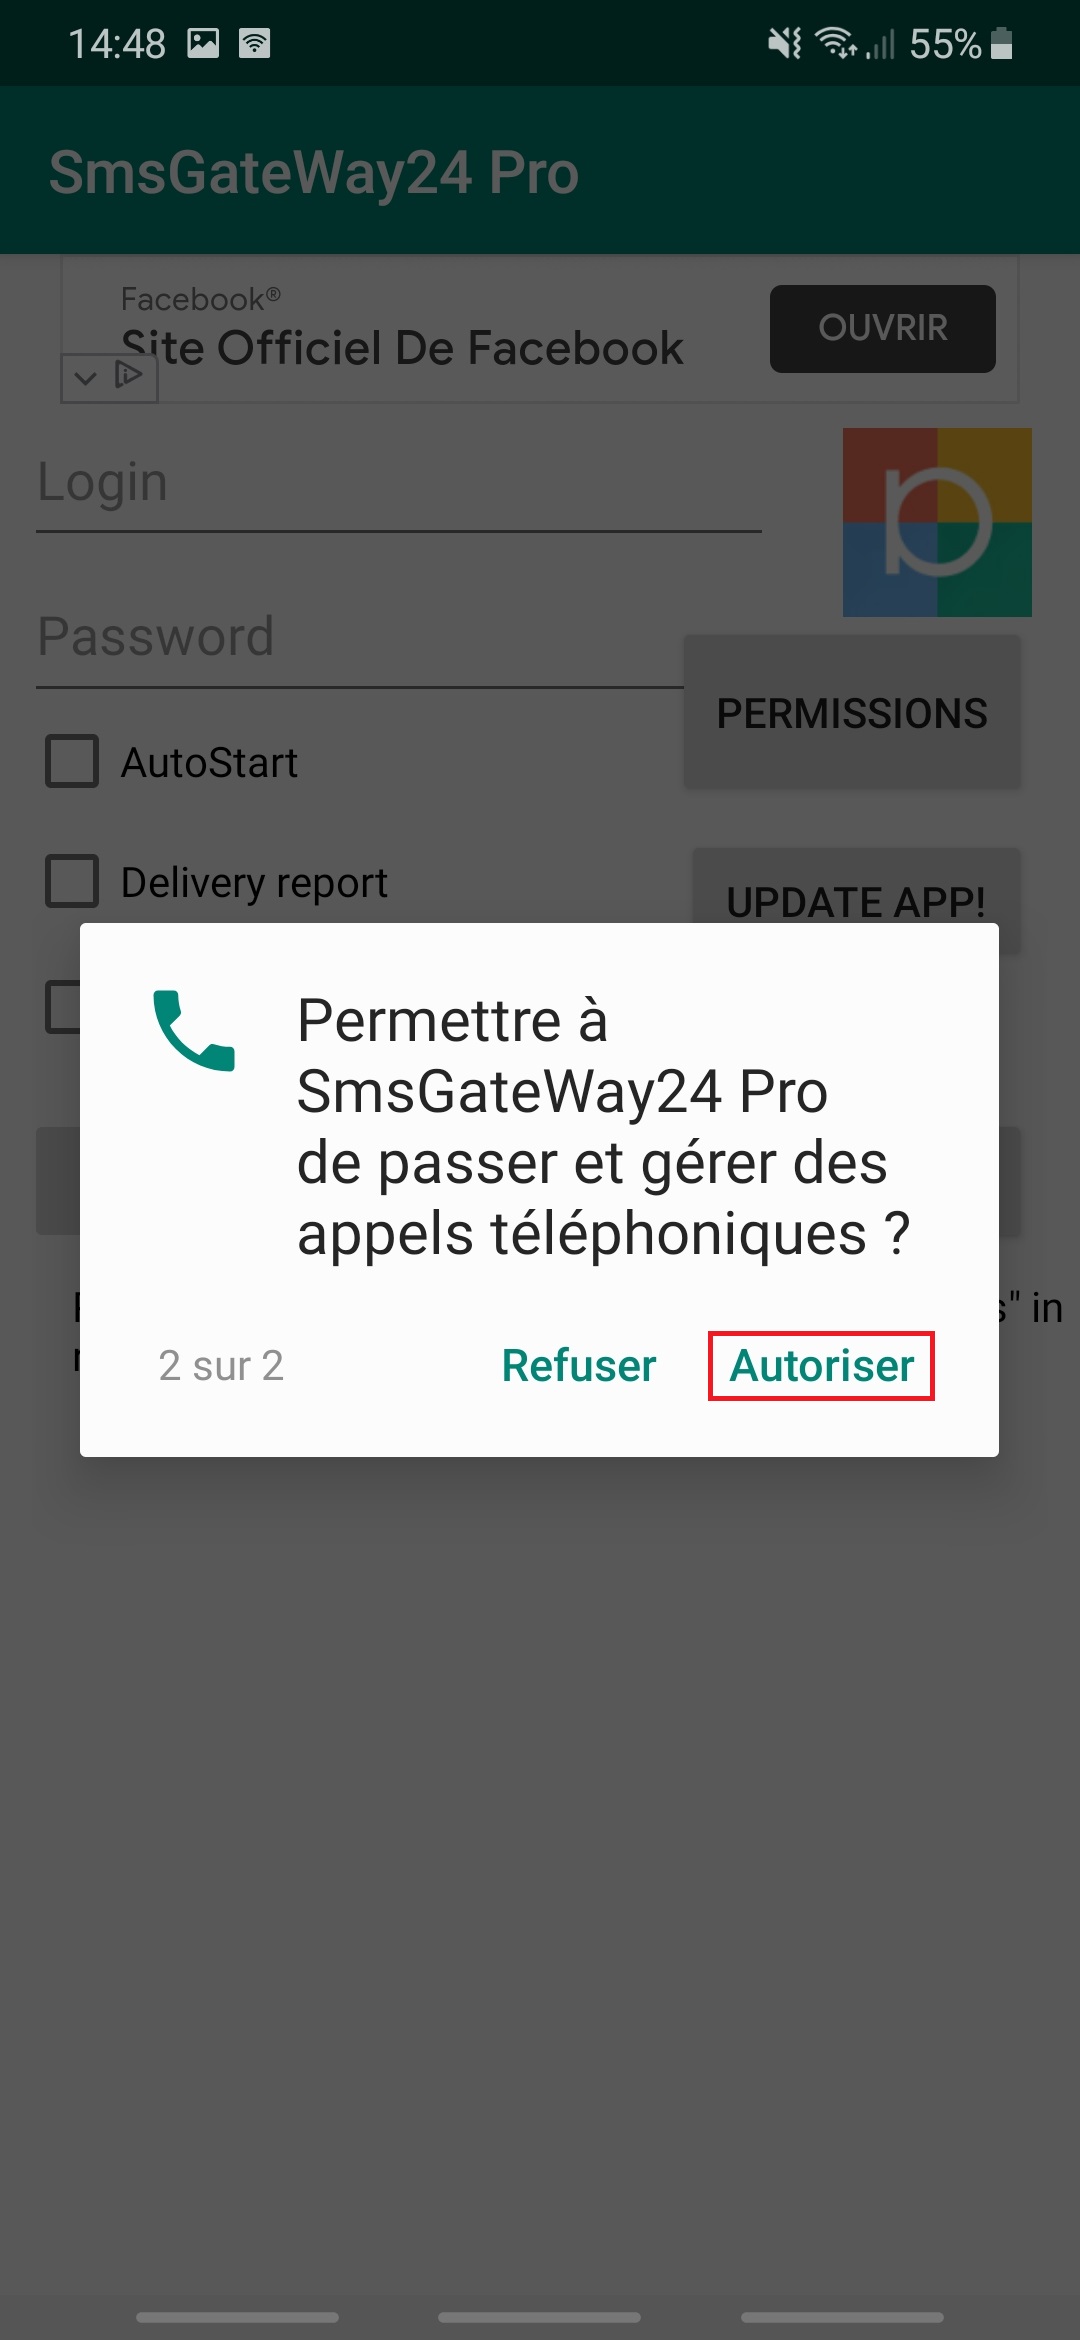 14:48
55%
SmsGateWay24 Pro
Facebook®
Site Officiel De Facebook
OUVRIR
Login
Password
PERMISSIONS
AutoStart
Delivery report
UPDATE APP!
Permettre à
SmsGateWay24 Pro
de passer et gérer des
appels téléphoniques ?
" in
2 sur 2
Refuser
Autoriser